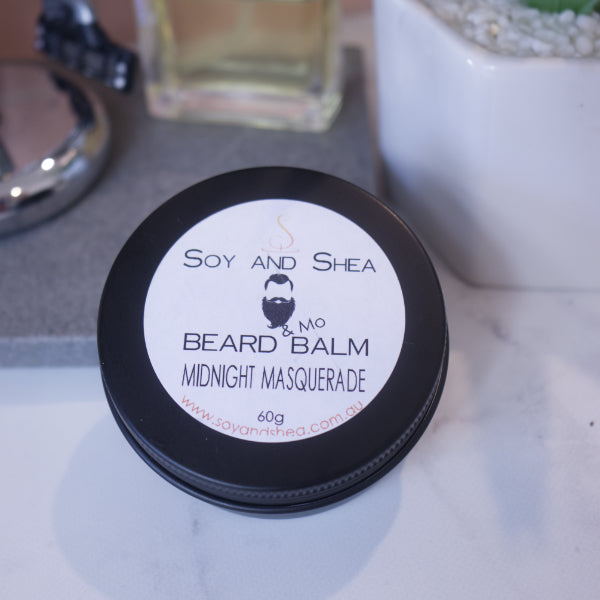 SOY AND SHEA
& MO
BEARD BALM
MIDNIGHT MASQUERADE
60g
www.soyandshea.com.au